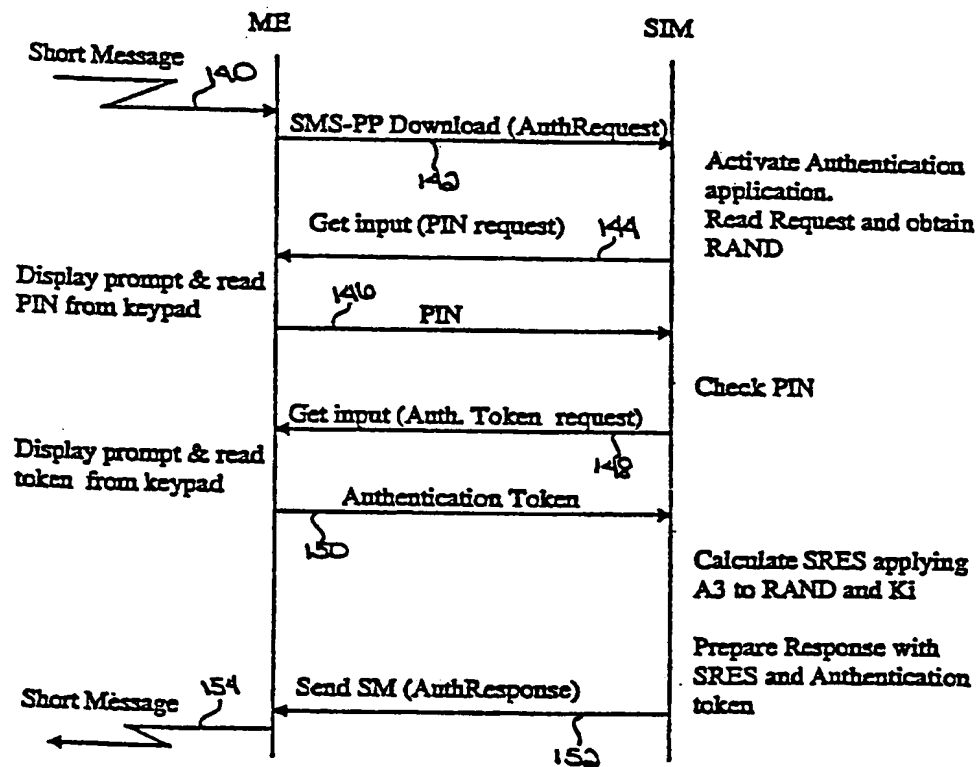 ME
SIM
Short Message
140
SMS-PP Download (AuthRequest)
142
Activate Authentication
application.
Read Request and obtain
RAND
Get input (PIN request)
144
Display prompt & read
PIN from keypad
146
PIN
Check PIN
Get input (Auth. Token request)
148
Display prompt & read
token from keypad
Authentication Token
150
Calculate SRES applying
A3 to RAND and Ki
Prepare Response with
SRES and Authentication
token
Short Message
154
Send SM (AuthResponse)
152